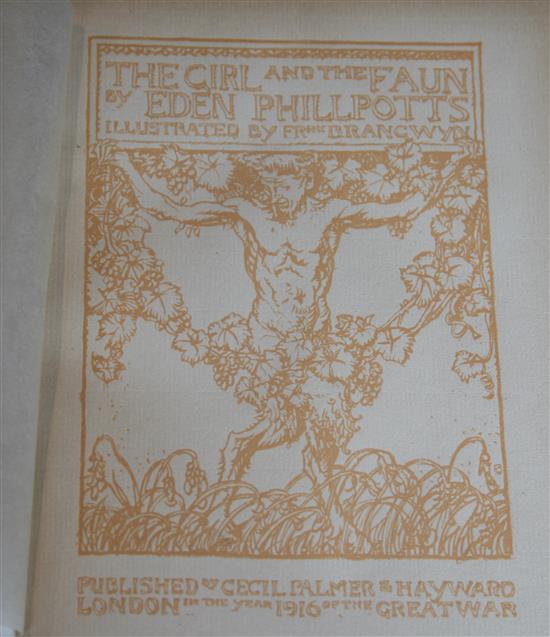 THE GIRL AND THE FAUN
BY EDEN PHILLPOTTS
ILLUSTRATED BY FRNK BRANGWYN
PUBLISHED BY CECIL PALMER & HAYWARD
LONDON IN THE YEAR 1916 OF THE GREAT WAR